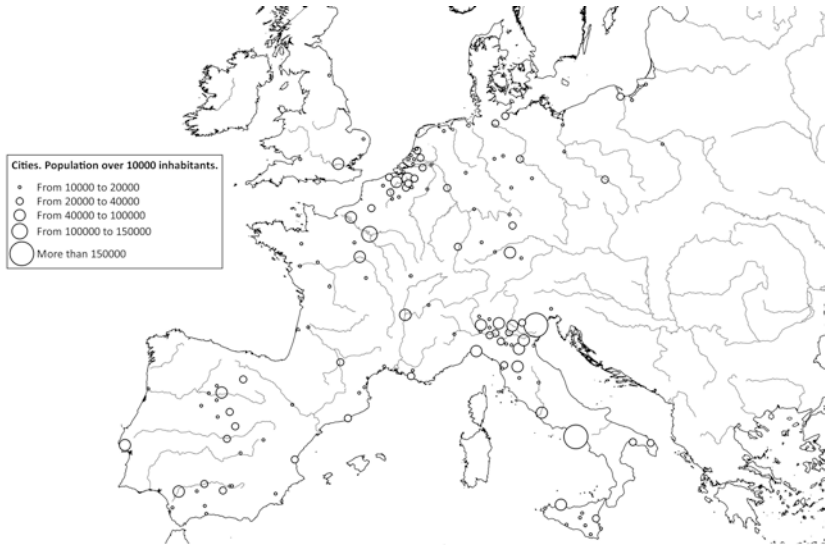 Cities. Population over 10000 inhabitants.
From 10000 to 20000
From 20000 to 40000
From 40000 to 100000
From 100000 to 150000
More than 150000